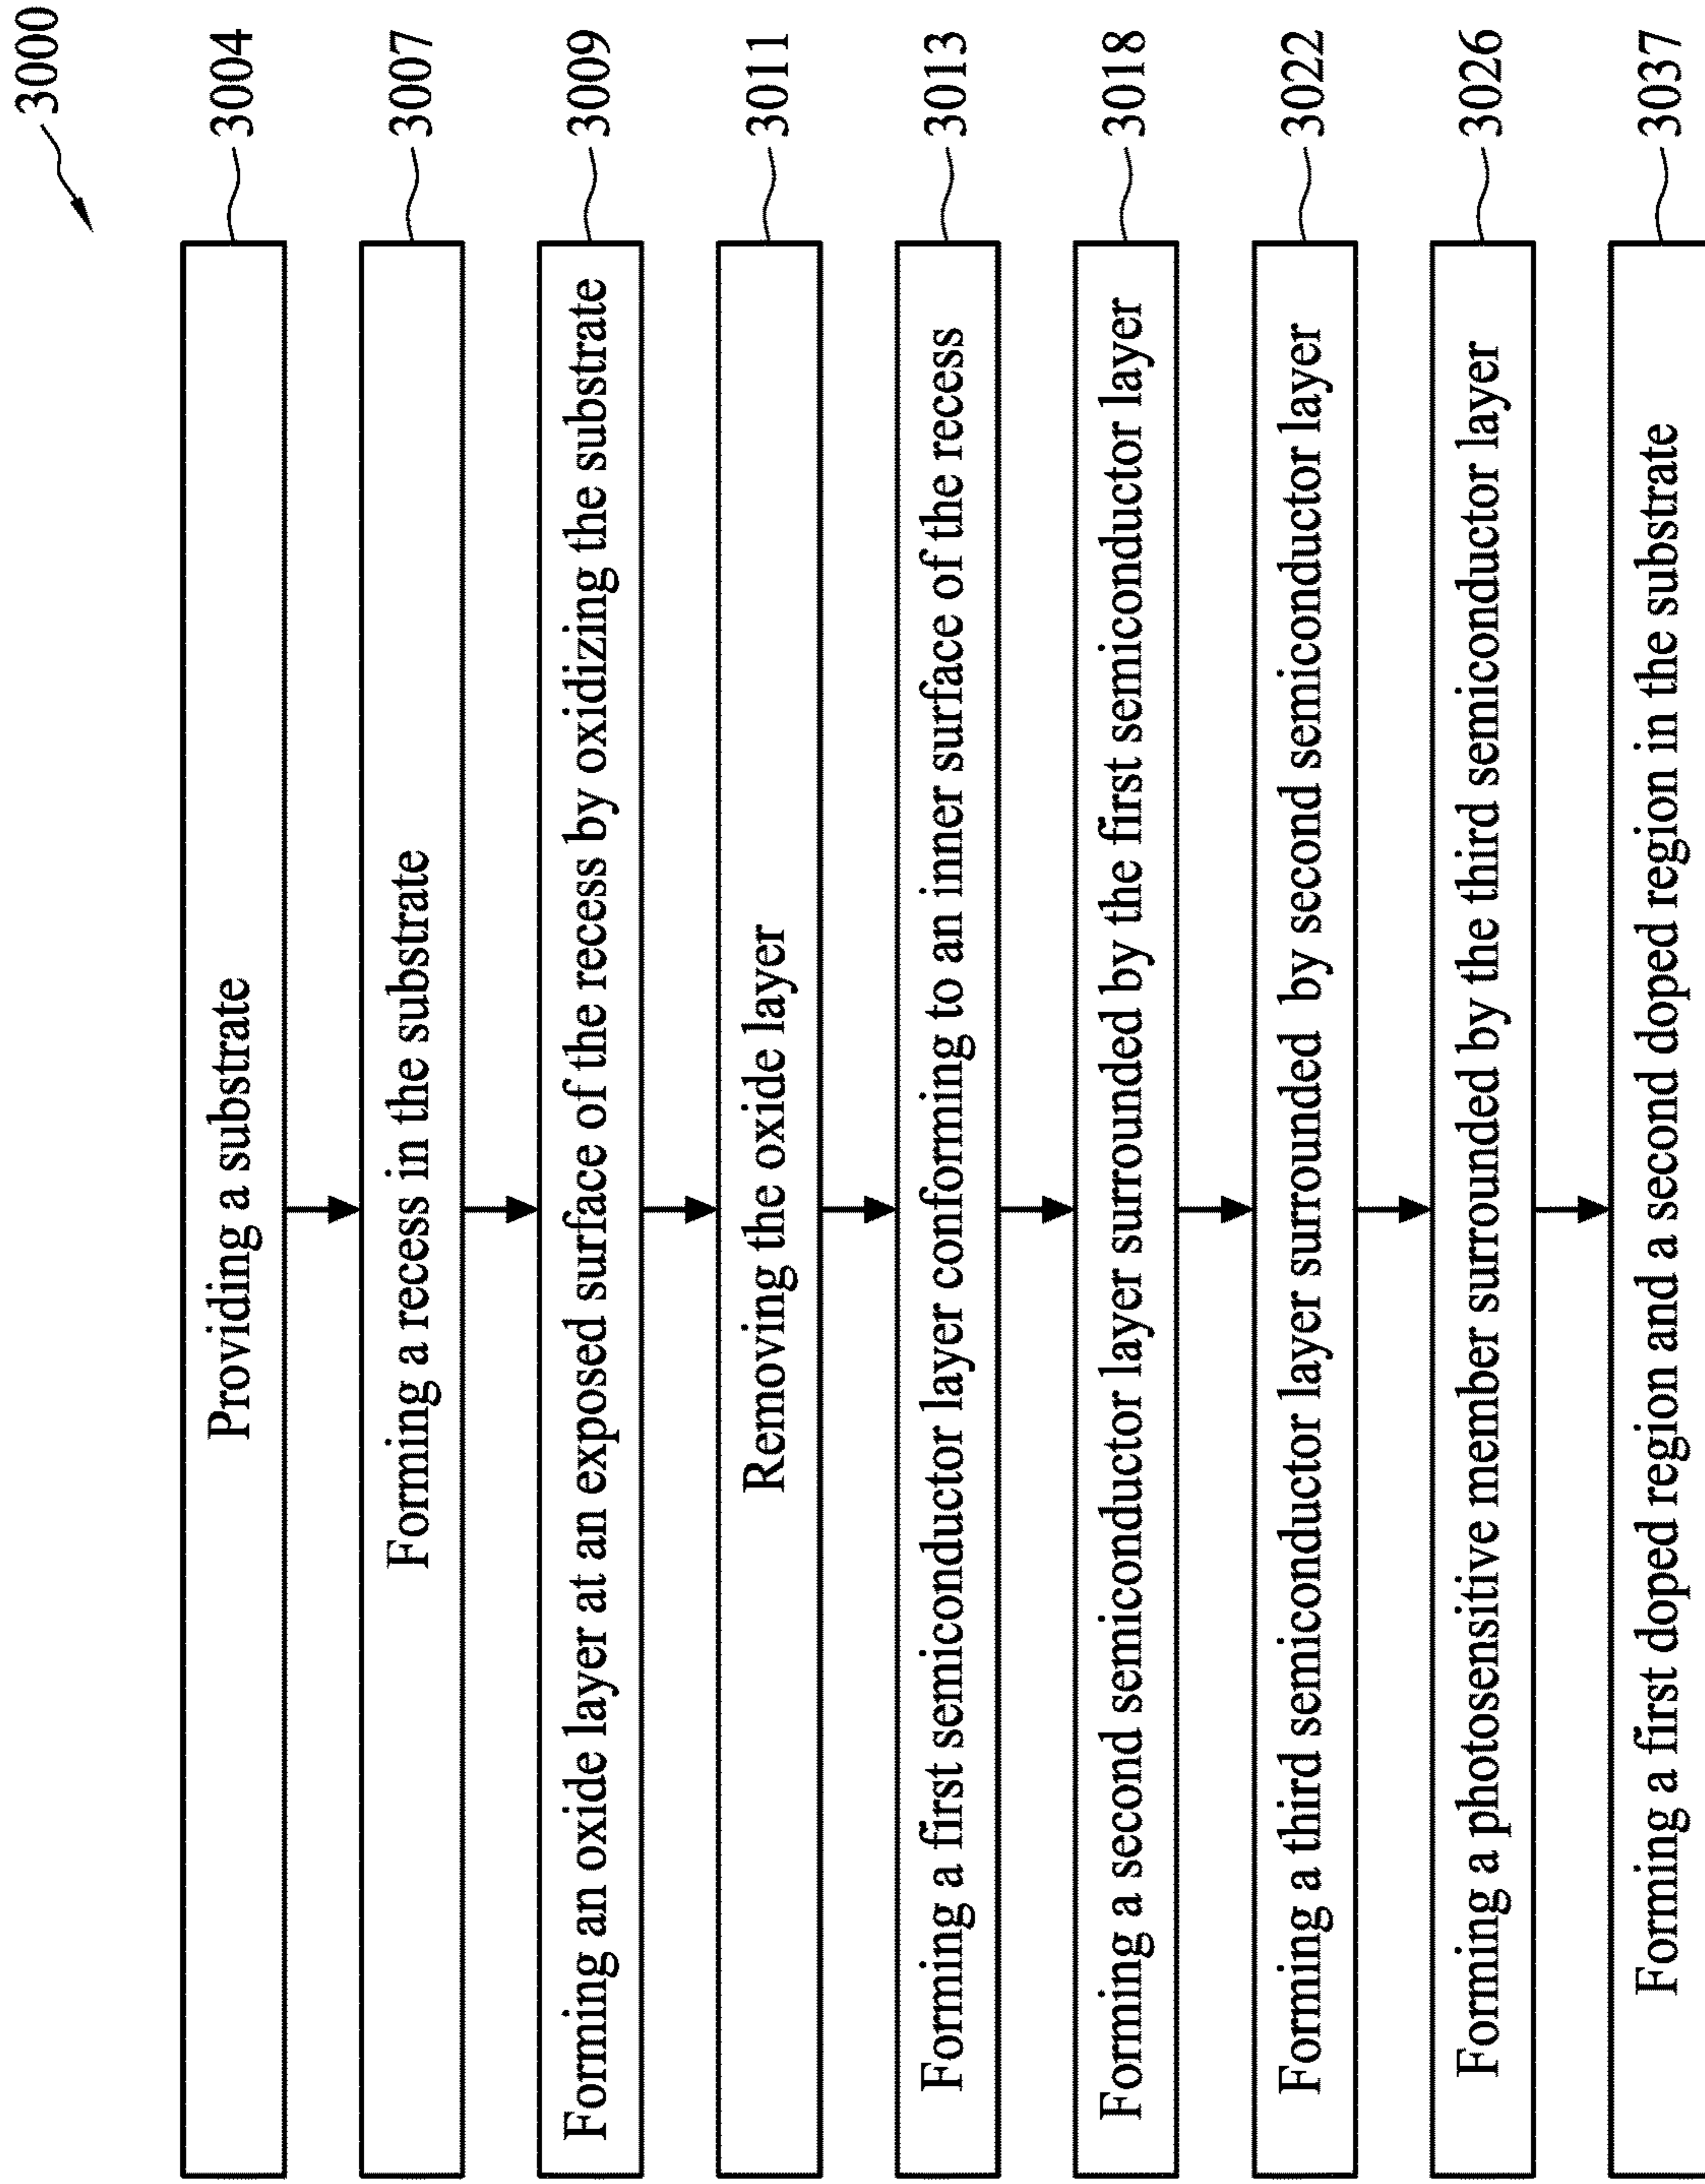 3000
Providing a substrate 3004
Forming a recess in the substrate 3007
Forming an oxide layer at an exposed surface of the recess by oxidizing the substrate 3009
Removing the oxide layer 3011
Forming a first semiconductor layer conforming to an inner surface of the recess 3013
Forming a second semiconductor layer surrounded by the first semiconductor layer 3018
Forming a third semiconductor layer surrounded by second semiconductor layer 3022
Forming a photosensitive member surrounded by the third semiconductor layer 3026
Forming a first doped region and a second doped region in the substrate 3037